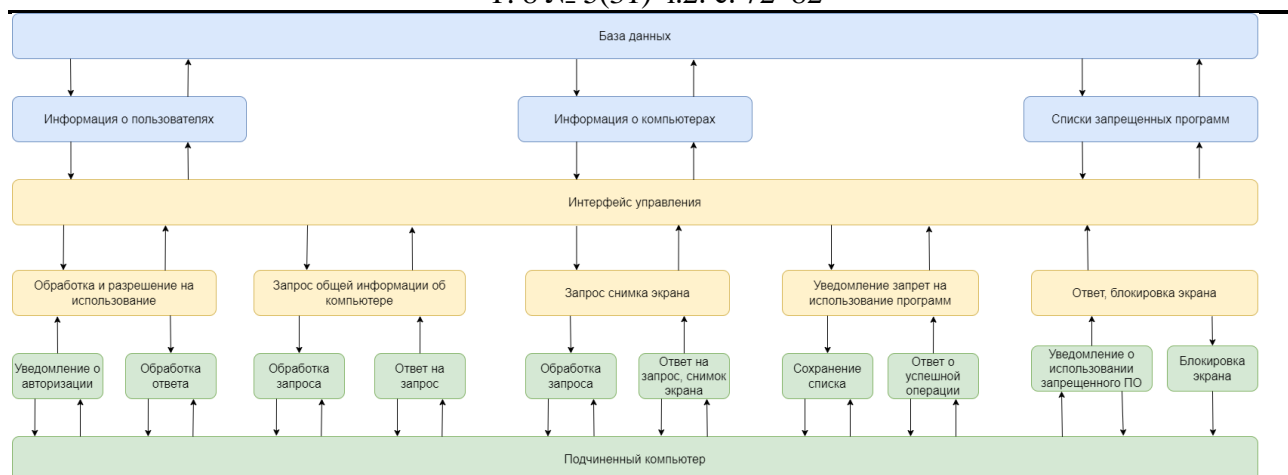 База данных
Информация о пользователях
Информация о компьютерах
Списки запрещенных программ
Интерфейс управления
Обработка и разрешение на
использование
Запрос общей информации об
компьютере
Запрос снимка экрана
Уведомление запрет на
использование программ
Ответ, блокировка экрана
Уведомление о
авторизации
Обработка
ответа
Обработка
запроса
Ответ на
запрос
Обработка
запроса
Ответ на
запрос, снимок
экрана
Сохранение
списка
Ответ о
успешной
операции
Уведомление о
использовании
запрещенного ПО
Блокировка
экрана
Подчиненный компьютер